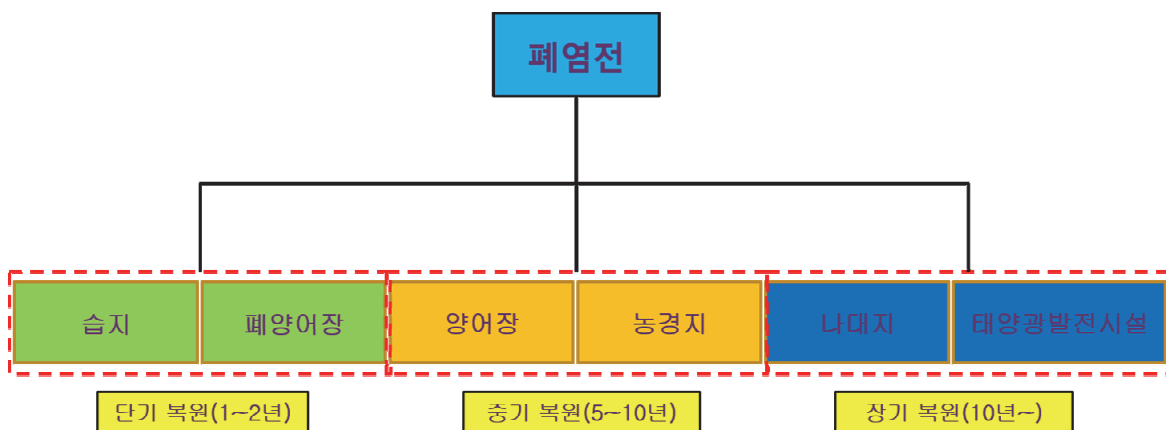 폐염전
습지
폐양어장
양어장
농경지
나대지
태양광발전시설
단기 복원(1~2년)
중기 복원(5~10년)
장기 복원(10년~)